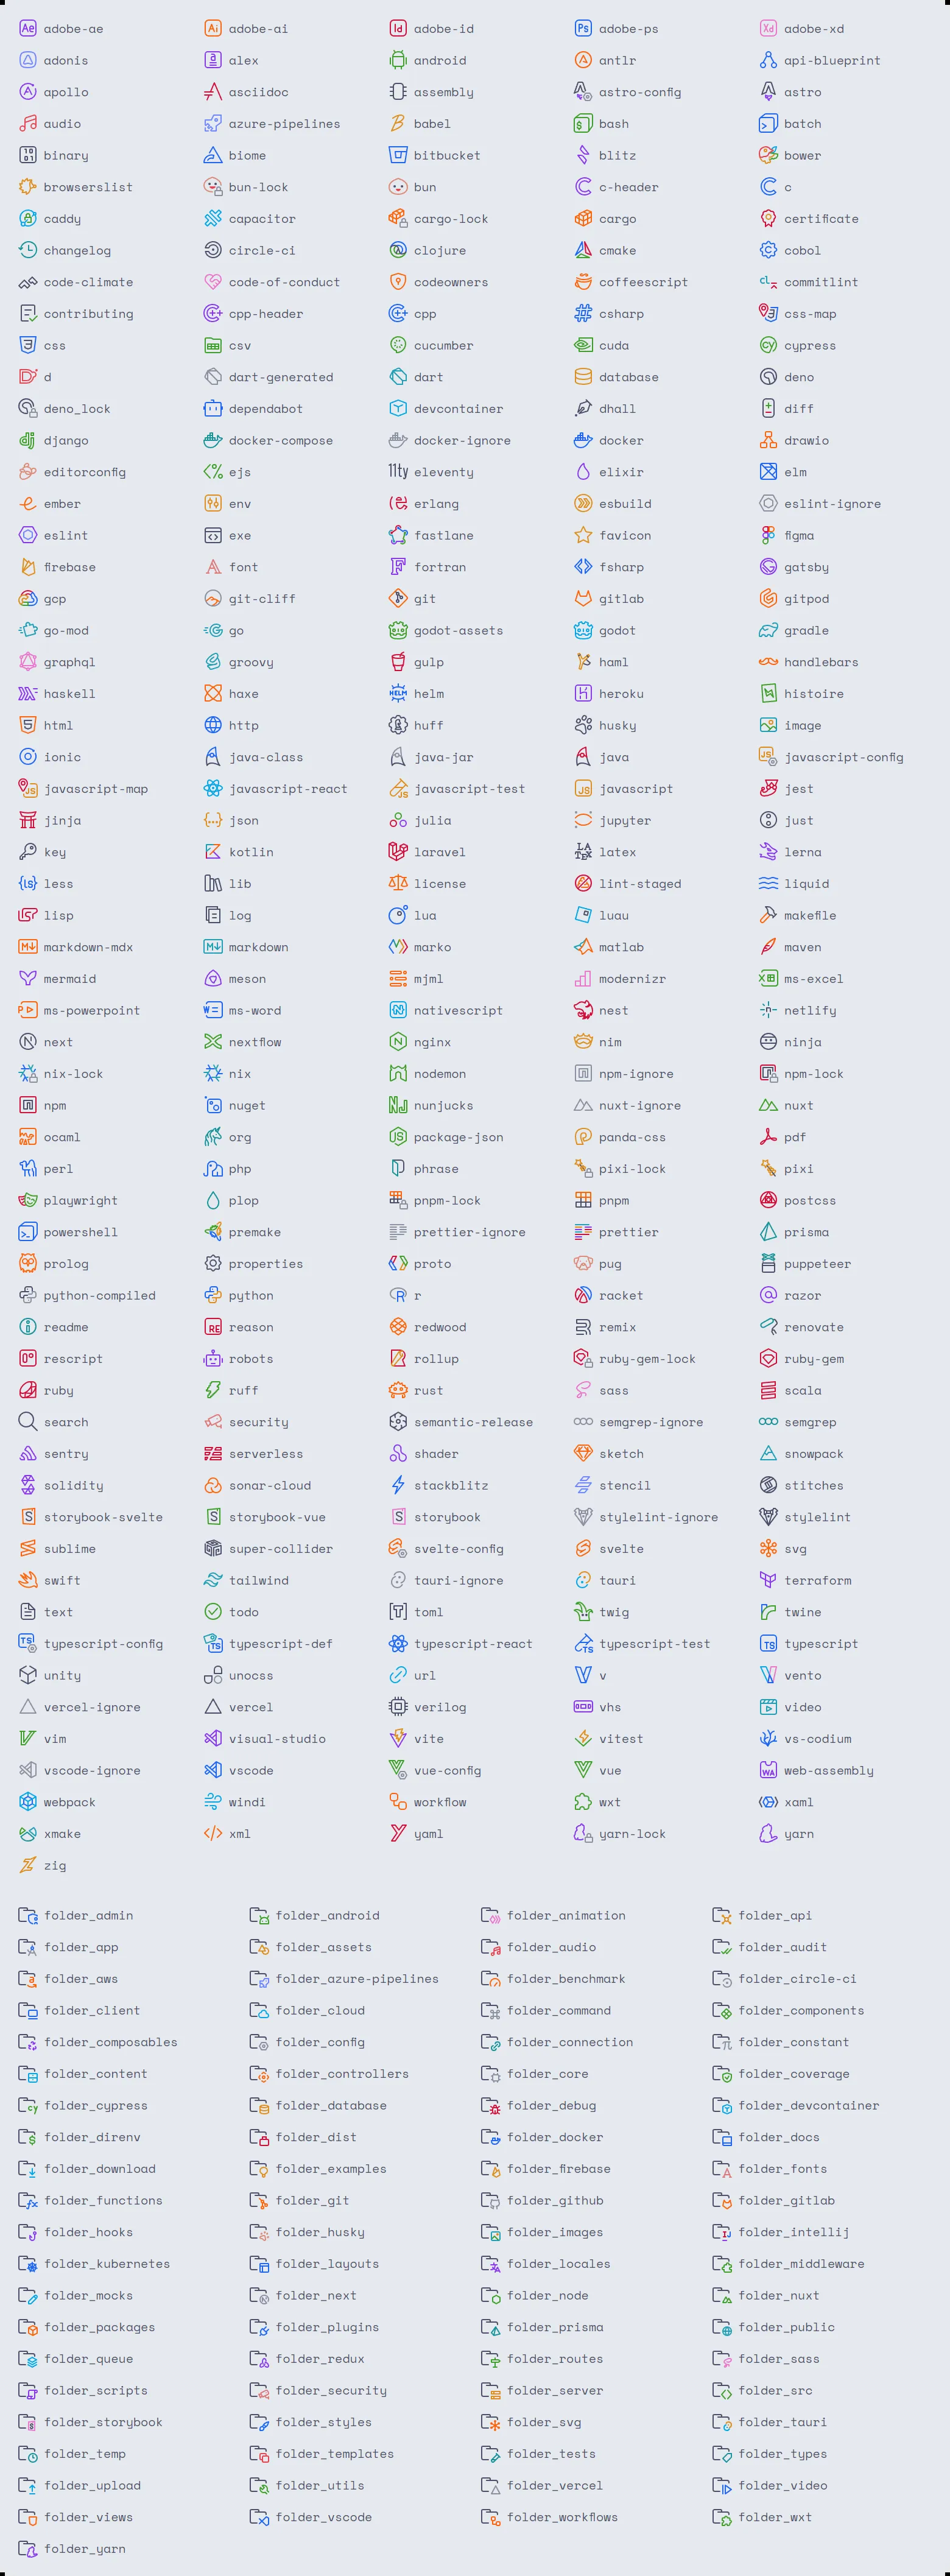 adobe-ae adobe-ai adobe-id adobe-ps adobe-xd
adonis alex android antlr api-blueprint
apollo asciidoc assembly astro-config astro
audio azure-pipelines babel bash batch
binary biome bitbucket blitz bower
browserslist bun-lock bun c-header c
caddy capacitor cargo-lock cargo certificate
changelog circle-ci clojure cmake cobol
code-climate code-of-conduct codeowners coffeescript commitlint
contributing cpp-header cpp csharp css-map
css csv cucumber cuda cypress
d dart-generated dart database deno
deno_lock dependabot devcontainer dhall diff
django docker-compose docker-ignore docker drawio
editorconfig ejs eleventy elixir elm
ember env erlang esbuild eslint-ignore
eslint exe fastlane favicon figma
firebase font fortran fsharp gatsby
gcp git-cliff git gitlab gitpod
go-mod go godot-assets godot gradle
graphql groovy gulp haml handlebars
haskell haxe helm heroku histoire
html http huff husky image
ionic java-class java-jar java javascript-config
javascript-map javascript-react javascript-test javascript jest
jinja json julia jupyter just
key kotlin laravel latex lerna
less lib license lint-staged liquid
lisp log lua luau makefile
markdown-mdx markdown marko matlab maven
mermaid meson mjml modernizr ms-excel
ms-powerpoint ms-word nativescript nest netlify
next nextflow nginx nim ninja
nix-lock nix nodemon npm-ignore npm-lock
npm nuget nunjucks nuxt-ignore nuxt
ocaml org package-json panda-css pdf
perl php phrase pixi-lock pixi
playwright plop pnpm-lock pnpm postcss
powershell premake prettier-ignore prettier prisma
prolog properties proto pug puppeteer
python-compiled python r racket razor
readme reason redwood remix renovate
rescript robots rollup ruby-gem-lock ruby-gem
ruby ruff rust sass scala
search security semantic-release semgrep-ignore semgrep
sentry serverless shader sketch snowpack
solidity sonar-cloud stackblitz stencil stitches
storybook-svelte storybook-vue storybook stylelint-ignore stylelint
sublime super-collider svelte-config svelte svg
swift tailwind tauri-ignore tauri terraform
text todo toml twig twine
typescript-config typescript-def typescript-react typescript-test typescript
unity unocss url v vento
vercel-ignore vercel verilog vhs video
vim visual-studio vite vitest vs-codium
vscode-ignore vscode vue-config vue web-assembly
webpack windi workflow wxt xaml
xmake xml yaml yarn-lock yarn
zig
folder_admin folder_android folder_animation folder_api
folder_app folder_assets folder_audio folder_audit
folder_aws folder_azure-pipelines folder_benchmark folder_circle-ci
folder_client folder_cloud folder_command folder_components
folder_composables folder_config folder_connection folder_constant
folder_content folder_controllers folder_core folder_coverage
folder_cypress folder_database folder_debug folder_devcontainer
folder_direnv folder_dist folder_docker folder_docs
folder_download folder_examples folder_firebase folder_fonts
folder_functions folder_git folder_github folder_gitlab
folder_hooks folder_husky folder_images folder_intellij
folder_kubernetes folder_layouts folder_locales folder_middleware
folder_mocks folder_next folder_node folder_nuxt
folder_packages folder_plugins folder_prisma folder_public
folder_queue folder_redux folder_routes folder_sass
folder_scripts folder_security folder_server folder_src
folder_storybook folder_styles folder_svg folder_tauri
folder_temp folder_templates folder_tests folder_types
folder_upload folder_utils folder_vercel folder_video
folder_views folder_vscode folder_workflows folder_wxt
folder_yarn